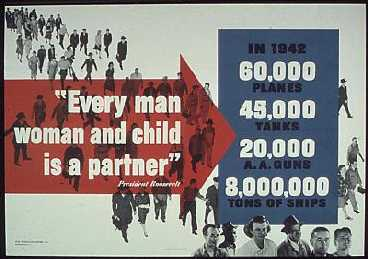 "Every man
woman and child
is a partner"
President Roosevelt
IN 1942
60,000
PLANES
45,000
TANKS
20,000
A.A. GUNS
8,000,000
TONS OF SHIPS